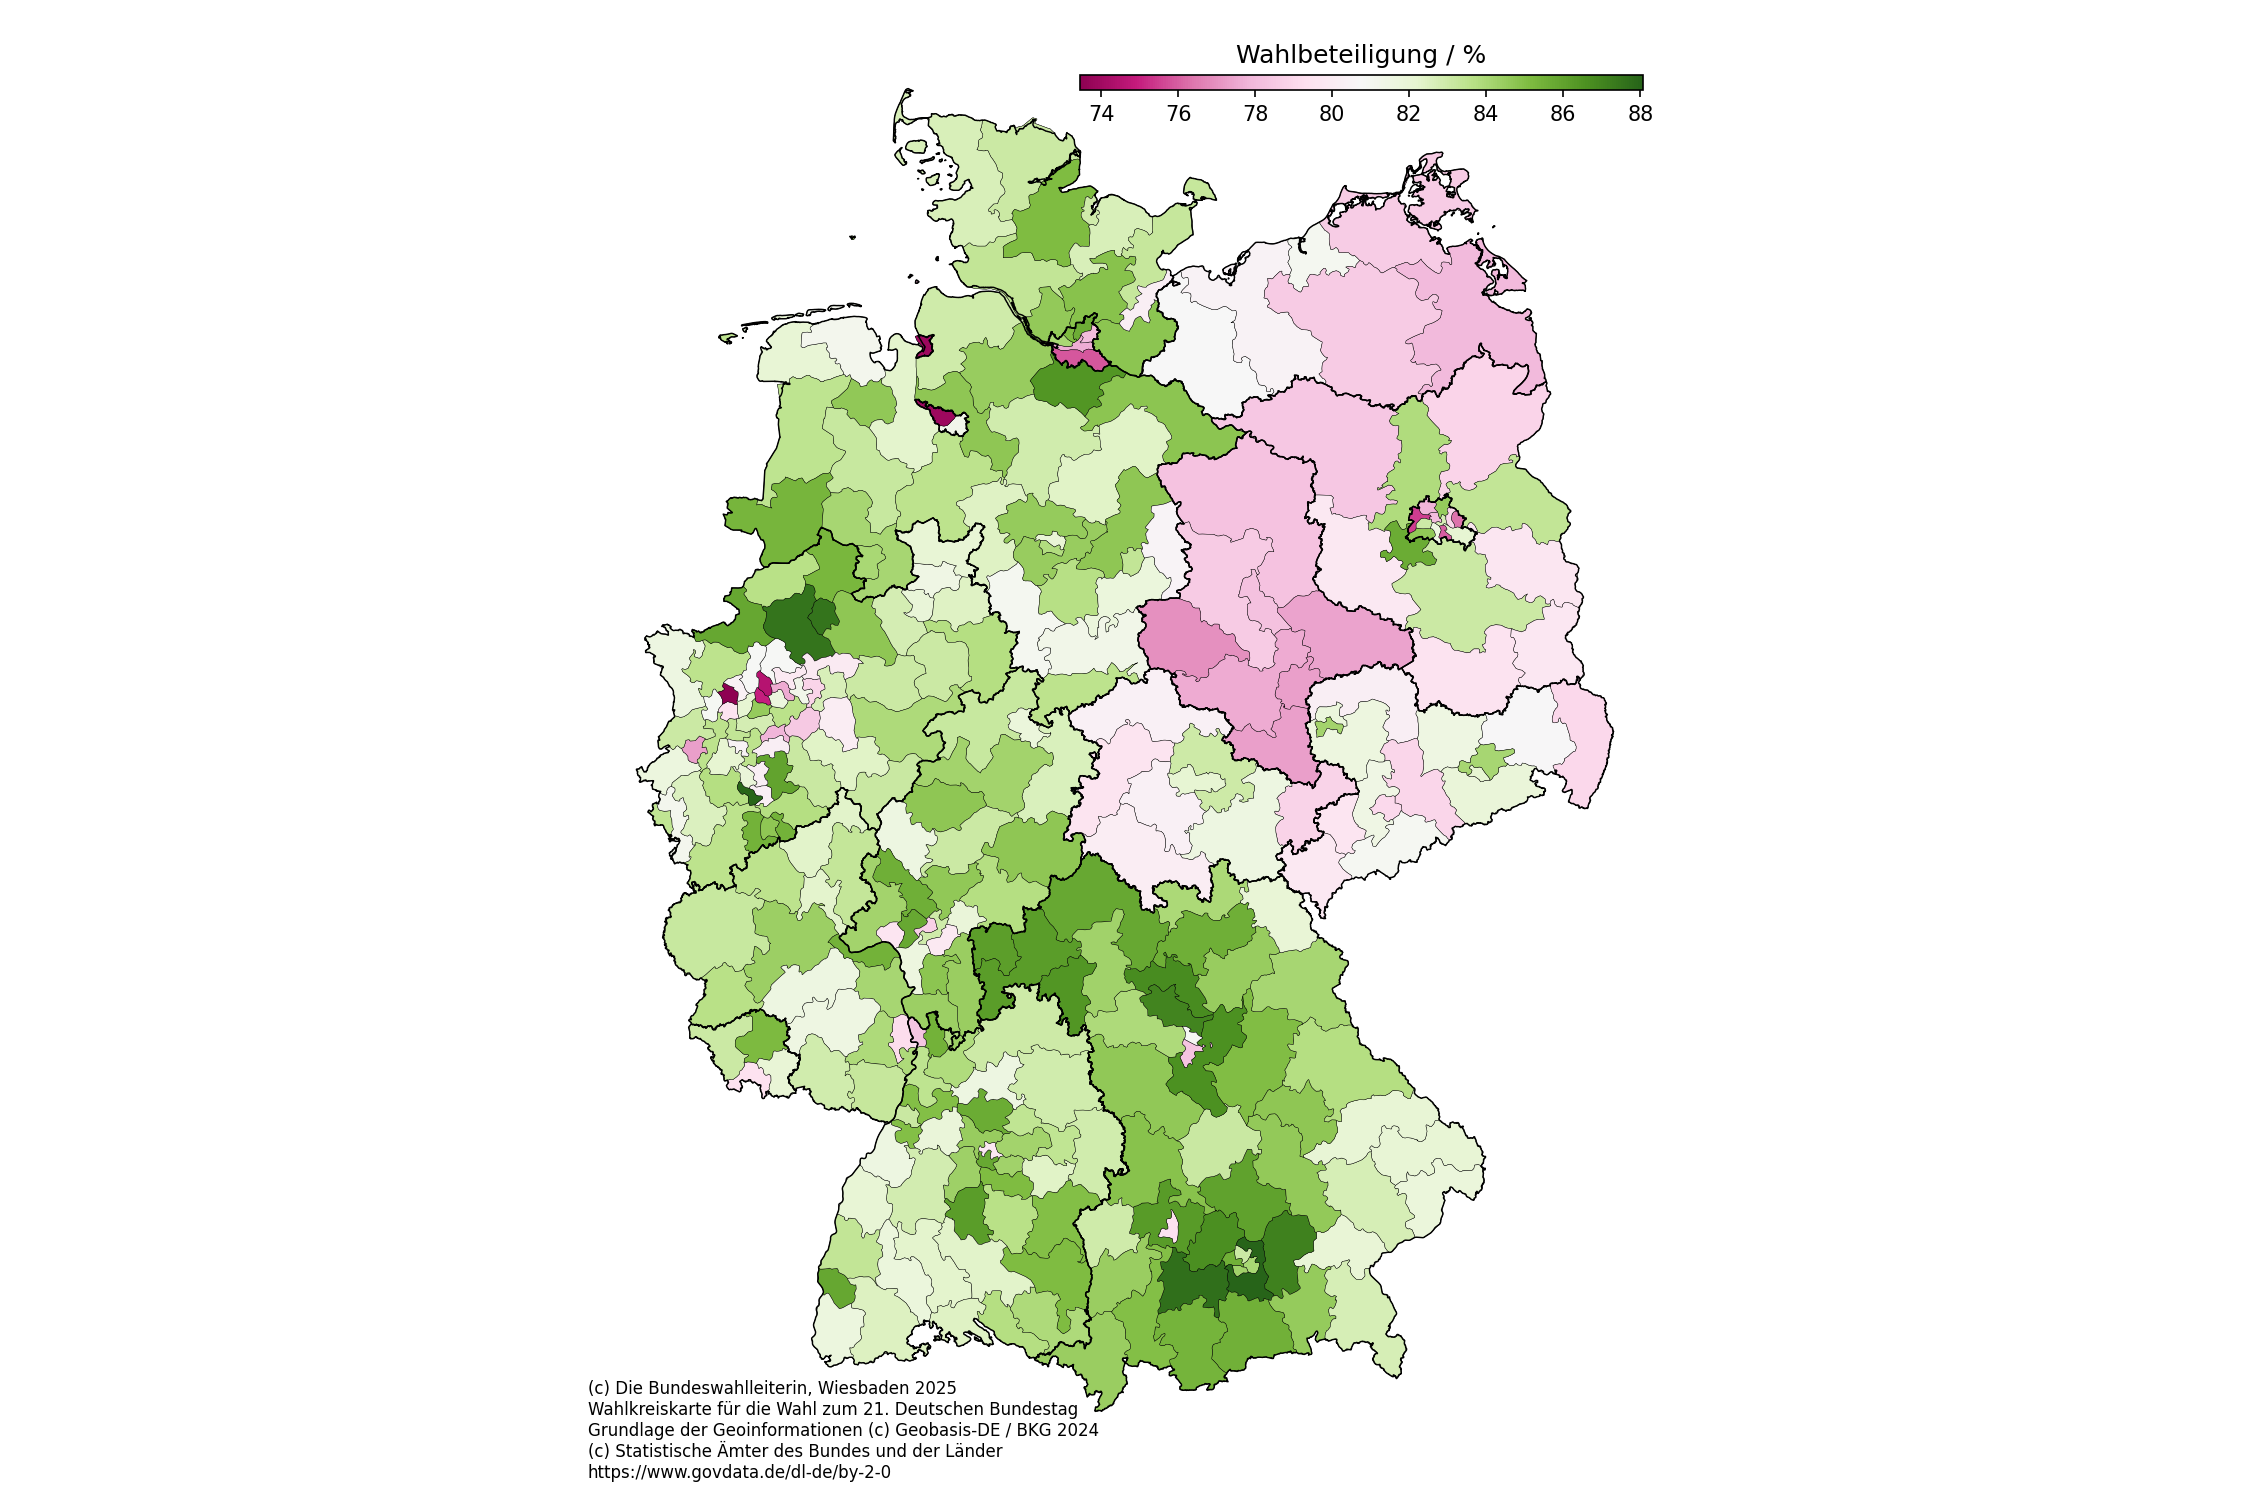 Wahlbeteiligung / %
74 76 78 80 82 84 86 88
(c) Die Bundeswahlleiterin, Wiesbaden 2025
Wahlkreiskarte für die Wahl zum 21. Deutschen Bundestag
Grundlage der Geoinformationen (c) Geobasis-DE / BKG 2024
(c) Statistische Ämter des Bundes und der Länder
https://www.govdata.de/dl-de/by-2-0